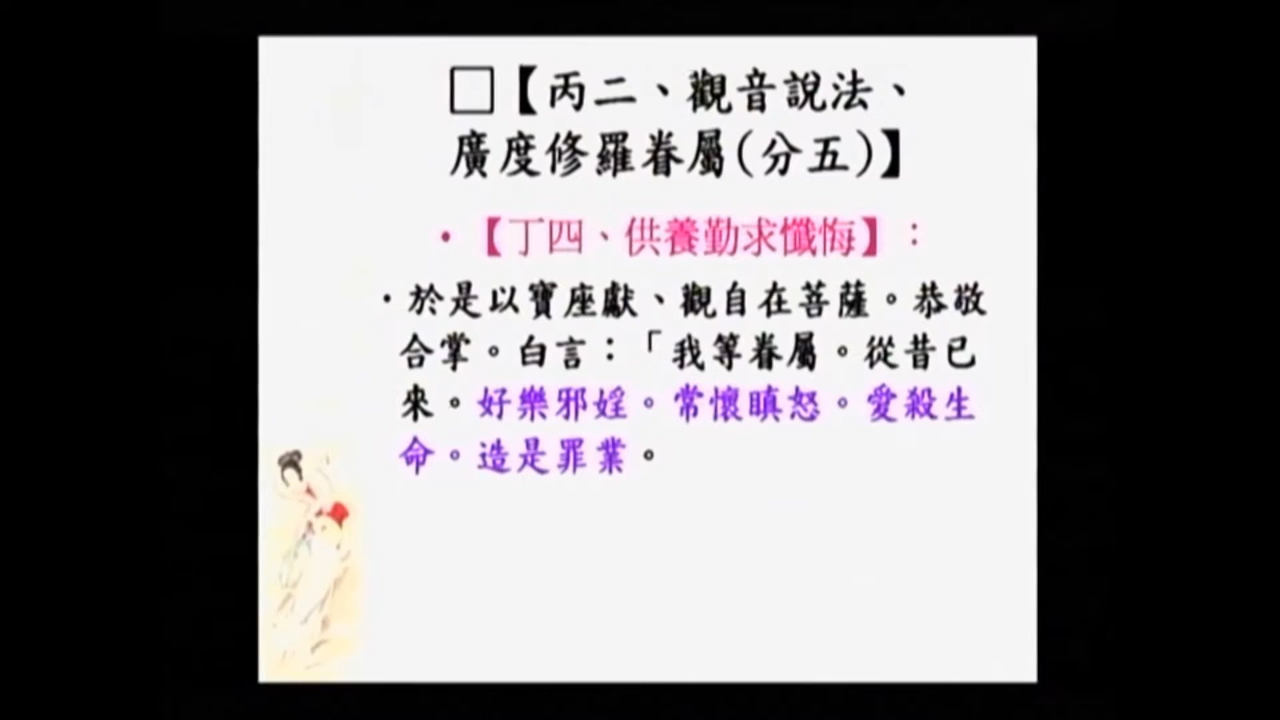 □【丙二、觀音說法、
廣度修羅眷屬(分五)】
•【丁四、供養勤求懺悔】：
•於是以寶座獻、觀自在菩薩。恭敬
合掌。白言：「我等眷屬。從昔已
來。好樂邪婬。常懷瞋怒。愛殺生
命。造是罪業。